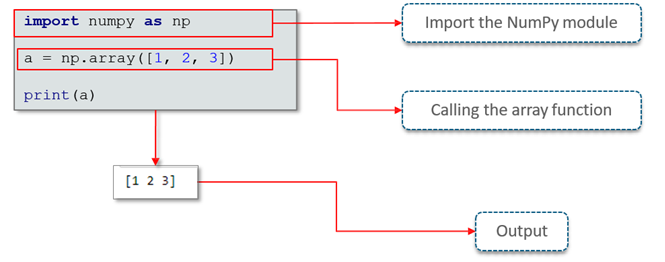 import numpy as np
Import the NumPy module
a = np.array([1, 2, 3])
Calling the array function
print(a)
[1 2 3]
Output